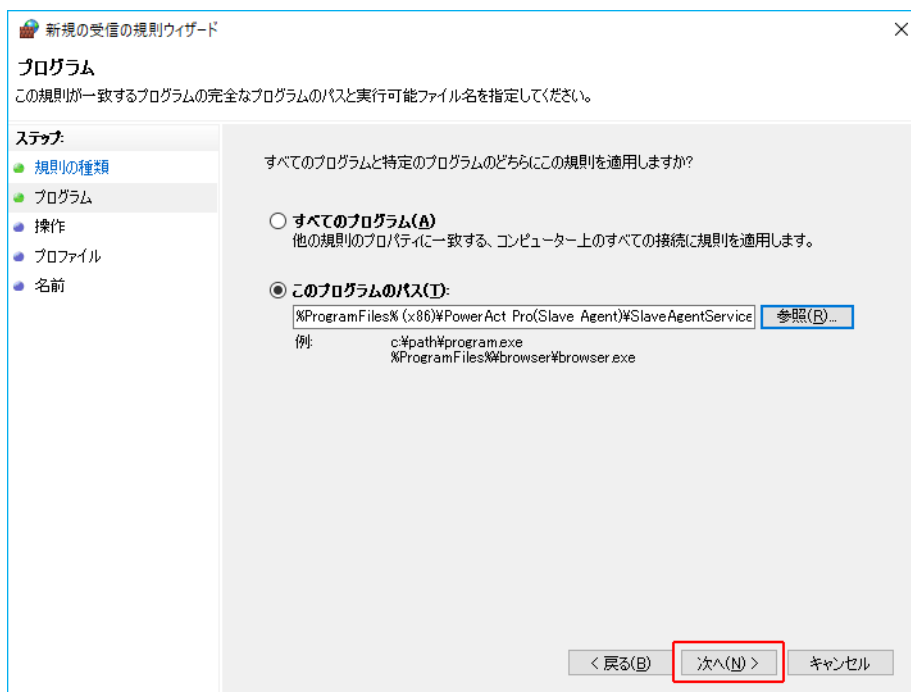 新規の受信の規則ウィザード
プログラム
この規則が一致するプログラムの完全なプログラムのパスと実行可能ファイル名を指定してください。
ステップ:
規則の種類
プログラム
操作
プロファイル
名前
すべてのプログラムと特定のプログラムのどちらにこの規則を適用しますか?
すべてのプログラム(A)
他の規則のプロパティに一致する、コンピューター上のすべての接続に規則を適用します。
このプログラムのパス(T):
%ProgramFiles% (x86)¥PowerAct Pro(Slave Agent)¥SlaveAgentService
参照(R)...
例: c:¥path¥program.exe
%ProgramFiles%¥browser¥browser.exe
< 戻る(B)
次へ(N) >
キャンセル